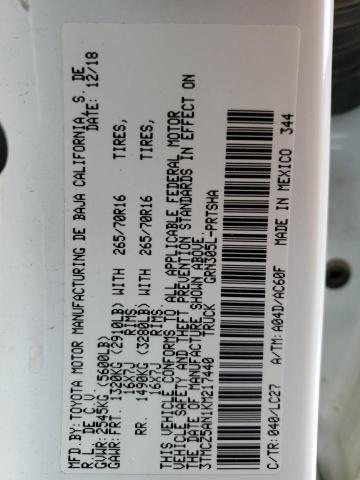 MFD.BY:TOYOTA MOTOR MANUFACTURING DE BAJA CALIFORNIA, S. DE
R.L. DE C.V. DATE: 12/18
GVWR: 2545KG (5600LB)
GAWR: FRT. 1320KG (2910LB) WITH 265/70R16 TIRES,
16X7J RIMS,
RR. 1490KG (3280LB) WITH 265/70R16 TIRES,
16X7J RIMS,
THIS VEHICLE CONFORMS TO ALL APPLICABLE FEDERAL MOTOR
VEHICLE SAFETY AND THEFT PREVENTION STANDARDS IN EFFECT ON
THE DATE OF MANUFACTURE SHOWN ABOVE.
3TMCZ5AN1KM217440 TRUCK GRN305L-PRTSHA
C/TR: 040/LC27 A/TM: A04D/AC60F MADE IN MEXICO 344